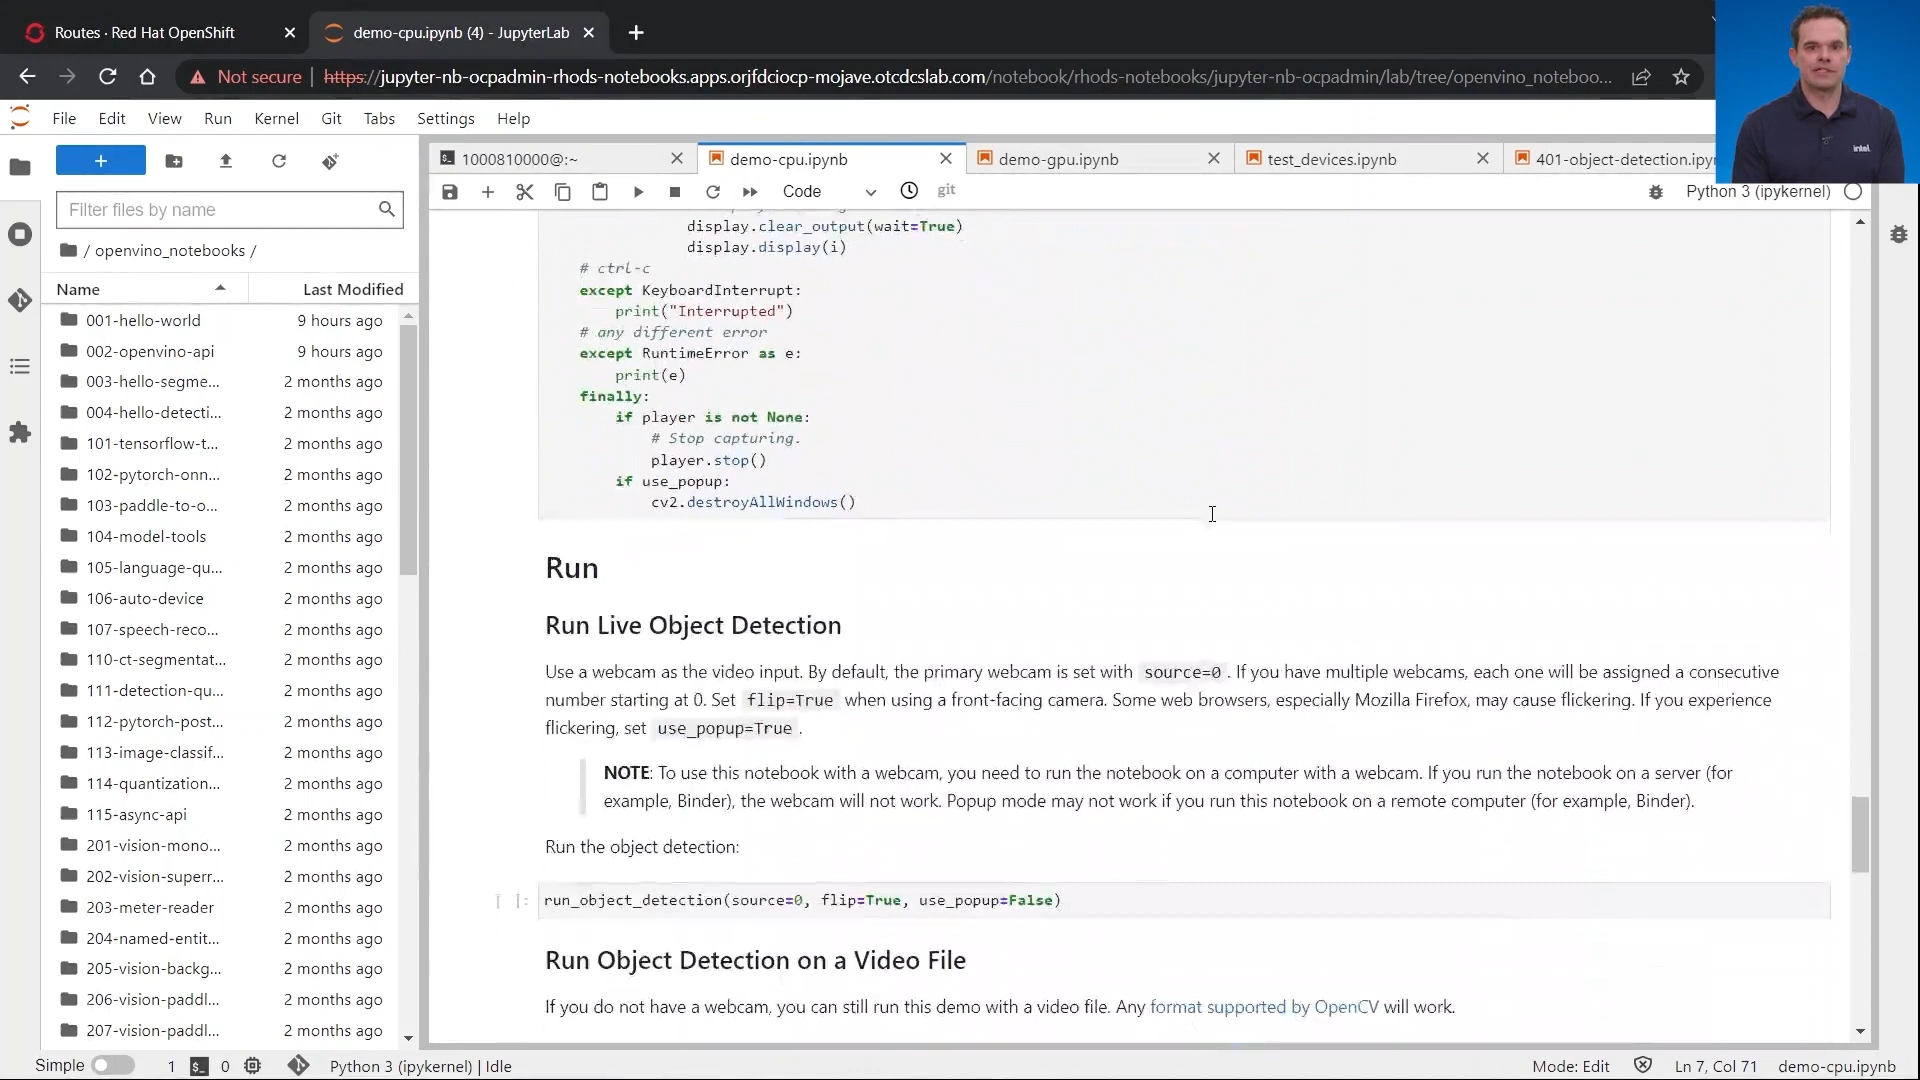 Routes · Red Hat OpenShift
demo-cpu.ipynb (4) - JupyterLab
Not secure
https://jupyter-nb-ocpadmin-rhods-notebooks.apps.orjfdciocp-mojave.otcdcslab.com/notebook/rhods-notebooks/jupyter-nb-ocpadmin/lab/tree/openvino_noteboo...
intel.
File Edit View Run Kernel Git Tabs Settings Help
1000810000@:~
demo-cpu.ipynb
demo-gpu.ipynb
test_devices.ipynb
401-object-detection.ipyn
Code
git
Python 3 (ipykernel)
Filter files by name
/ openvino_notebooks /
Name Last Modified
001-hello-world 9 hours ago
002-openvino-api 9 hours ago
003-hello-segme... 2 months ago
004-hello-detecti... 2 months ago
101-tensorflow-t... 2 months ago
102-pytorch-onn... 2 months ago
103-paddle-to-o... 2 months ago
104-model-tools 2 months ago
105-language-qu... 2 months ago
106-auto-device 2 months ago
107-speech-reco... 2 months ago
110-ct-segmentat... 2 months ago
111-detection-qu... 2 months ago
112-pytorch-post... 2 months ago
113-image-classif... 2 months ago
114-quantization... 2 months ago
115-async-api 2 months ago
201-vision-mono... 2 months ago
202-vision-superr... 2 months ago
203-meter-reader 2 months ago
204-named-entit... 2 months ago
205-vision-backg... 2 months ago
206-vision-paddl... 2 months ago
207-vision-paddl... 2 months ago
display.clear_output(wait=True)
display.display(i)
# ctrl-c
except KeyboardInterrupt:
print("Interrupted")
# any different error
except RuntimeError as e:
print(e)
finally:
if player is not None:
# Stop capturing.
player.stop()
if use_popup:
cv2.destroyAllWindows()
Run
Run Live Object Detection
Use a webcam as the video input. By default, the primary webcam is set with source=0 . If you have multiple webcams, each one will be assigned a consecutive
number starting at 0. Set flip=True when using a front-facing camera. Some web browsers, especially Mozilla Firefox, may cause flickering. If you experience
flickering, set use_popup=True .
NOTE: To use this notebook with a webcam, you need to run the notebook on a computer with a webcam. If you run the notebook on a server (for
example, Binder), the webcam will not work. Popup mode may not work if you run this notebook on a remote computer (for example, Binder).
Run the object detection:
[ ]: run_object_detection(source=0, flip=True, use_popup=False)
Run Object Detection on a Video File
If you do not have a webcam, you can still run this demo with a video file. Any format supported by OpenCV will work.
Simple 1 $_ 0 Python 3 (ipykernel) | Idle
Mode: Edit Ln 7, Col 71 demo-cpu.ipynb